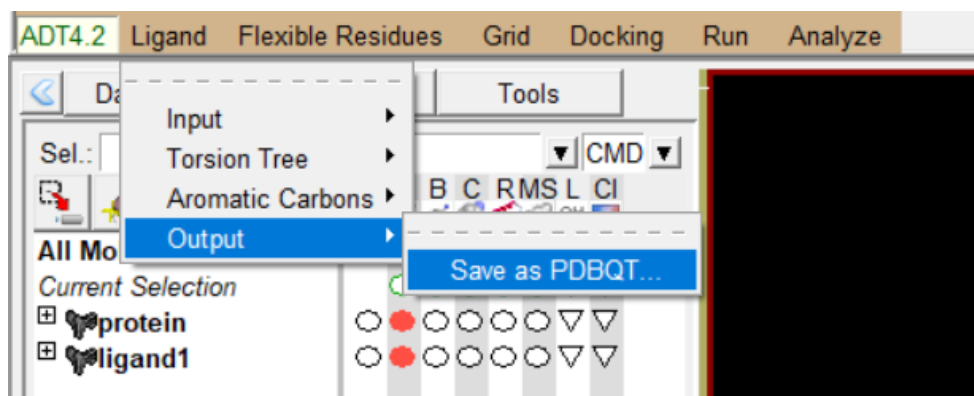 ADT4.2 Ligand Flexible Residues Grid Docking Run Analyze
Da Tools
Input
Sel.: CMD
Torsion Tree
B C R MS L Cl
Aromatic Carbons
Output
All Mo
Save as PDBQT...
Current Selection
protein
ligand1